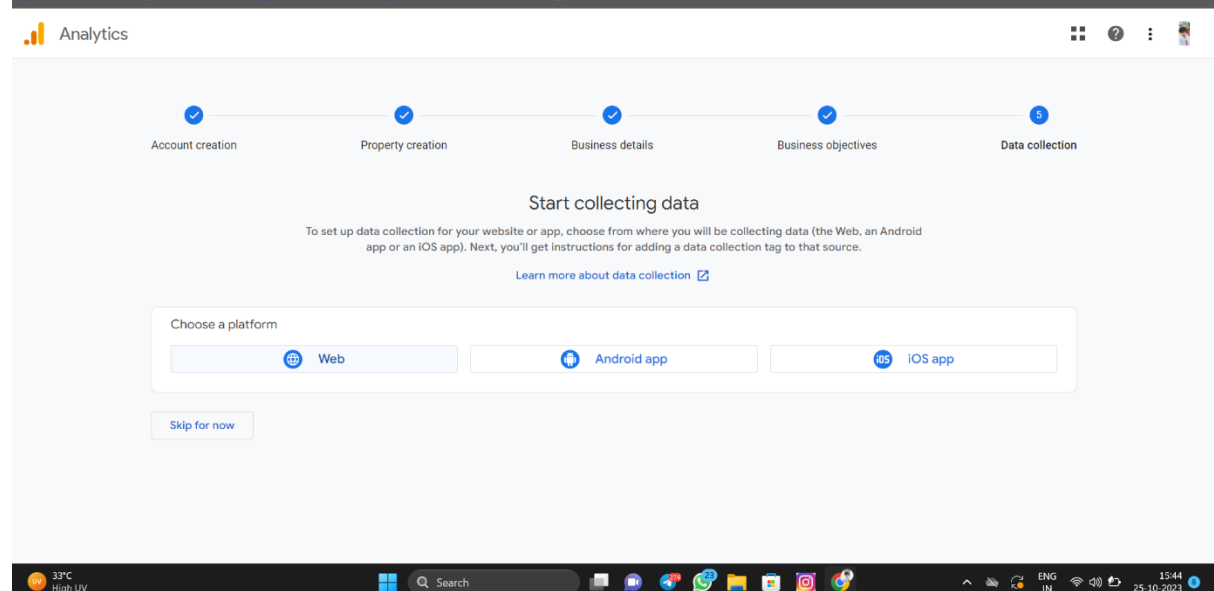 Analytics
5
Account creation
Property creation
Business details
Business objectives
Data collection
Start collecting data
To set up data collection for your website or app, choose from where you will be collecting data (the Web, an Android
app or an iOS app). Next, you'll get instructions for adding a data collection tag to that source.
Learn more about data collection
Choose a platform
Web
Android app
iOS
iOS app
Skip for now
UV
33°C
High UV
Search
23
ENG
IN
15:44
25-10-2023
8